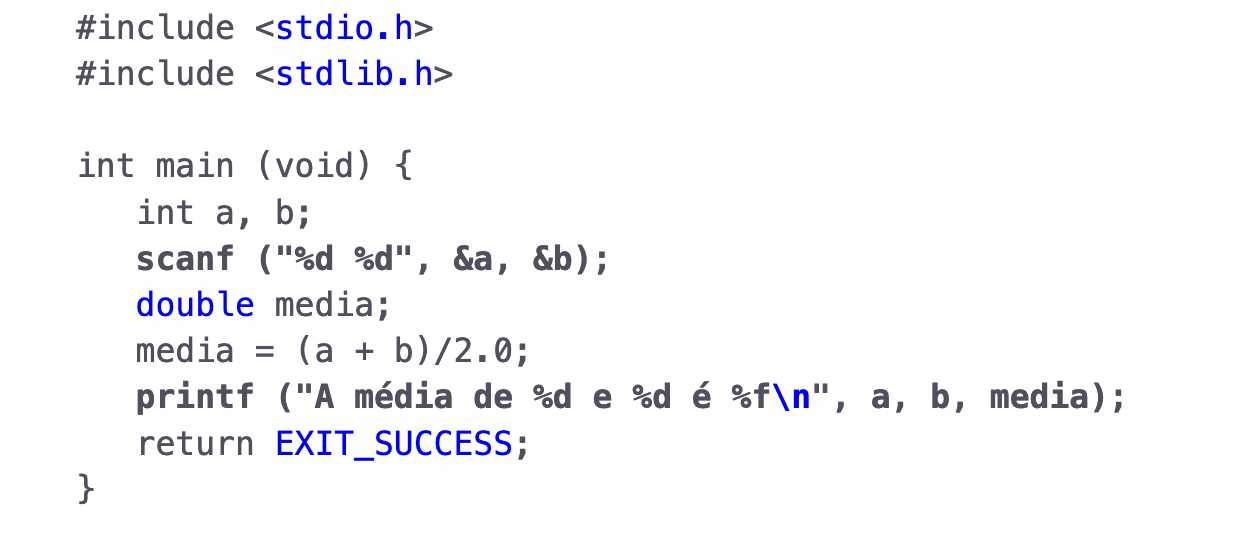 #include <stdio.h>
#include <stdlib.h>
int main (void) {
int a, b;
scanf ("%d %d", &a, &b);
double media;
media = (a + b)/2.0;
printf ("A média de %d e %d é %f\n", a, b, media);
return EXIT_SUCCESS;
}